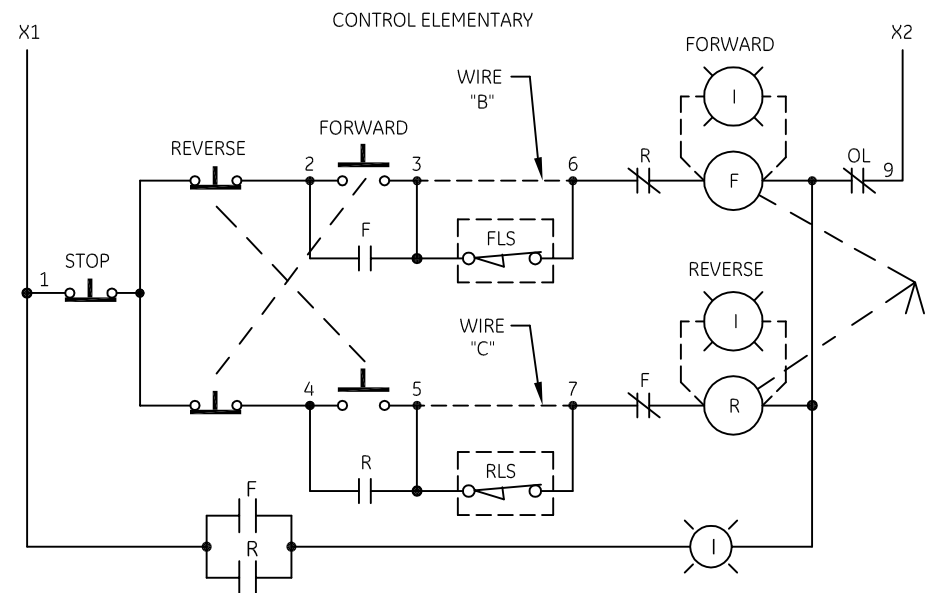 CONTROL ELEMENTARY
X1
X2
FORWARD
WIRE
"B"
I
FORWARD
REVERSE
2
3
6
R
F
OL
9
F
FLS
STOP
1
REVERSE
I
WIRE
"C"
4
5
7
F
R
R
RLS
F
R
I